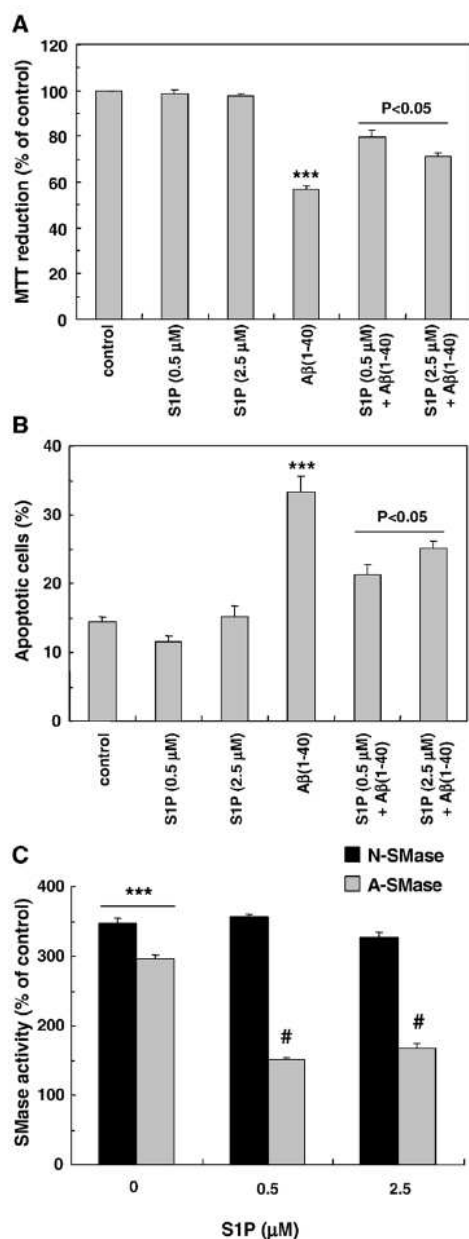 A
MTT reduction (% of control)
120
100
80
60
40
20
0
***
P<0.05
control
S1P (0.5 µM)
S1P (2.5 µM)
Aβ(1-40)
S1P (0.5 µM)
+ Aβ(1-40)
S1P (2.5 µM)
+ Aβ(1-40)
B
Apoptotic cells (%)
40
30
20
10
0
***
P<0.05
control
S1P (0.5 µM)
S1P (2.5 µM)
Aβ(1-40)
S1P (0.5 µM)
+ Aβ(1-40)
S1P (2.5 µM)
+ Aβ(1-40)
C
N-SMase
A-SMase
SMase activity (% of control)
400
300
200
100
0
***
#
#
0
0.5
2.5
S1P (µM)